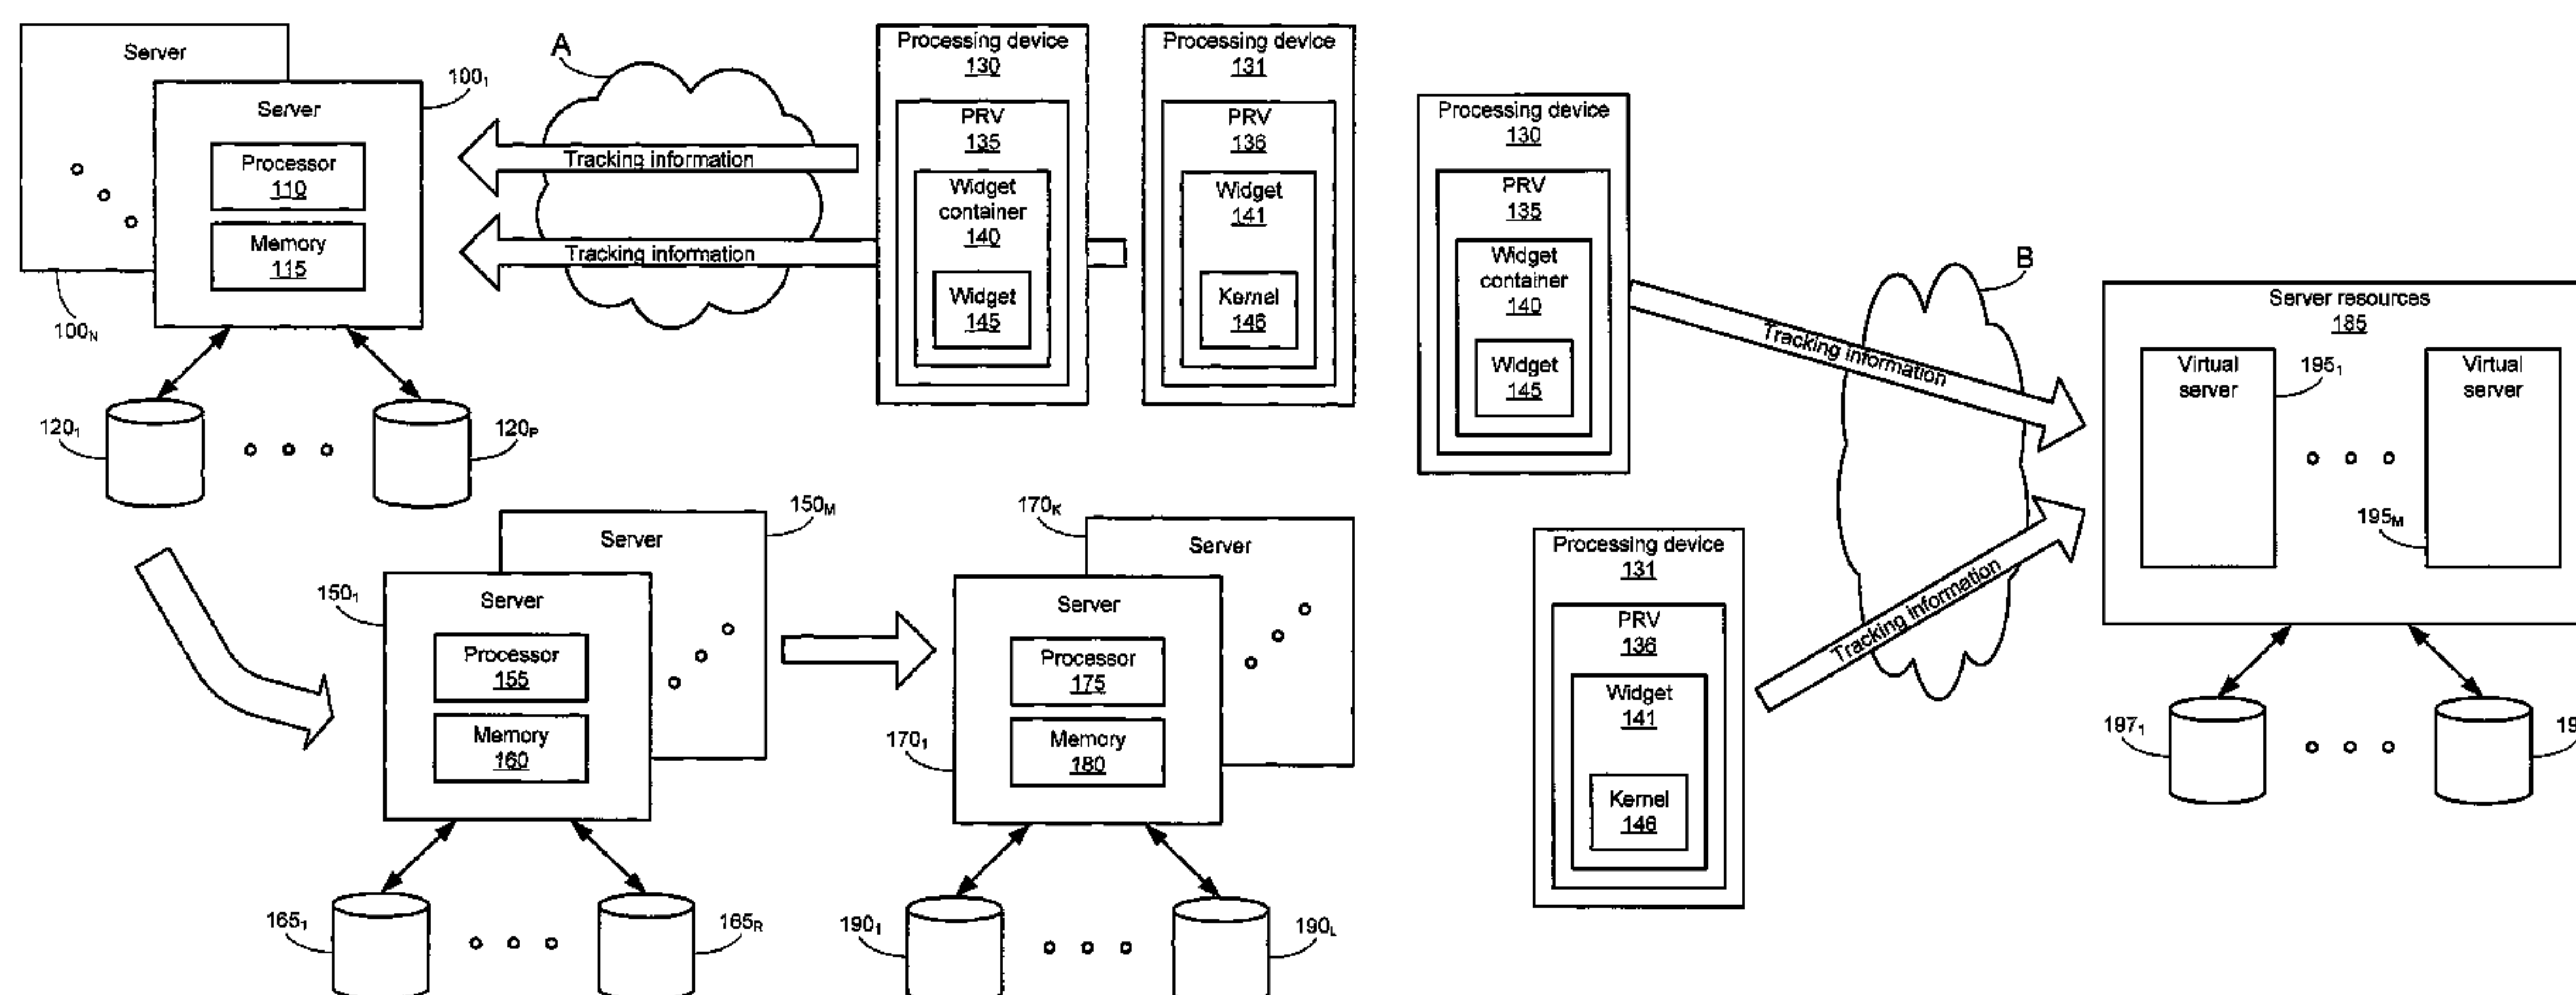 Server
Server
Processor
110
Memory
115
100₁
100N
120₁
120P
A
Tracking information
Tracking information
Processing device
130
PRV
135
Widget
container
140
Widget
145
Processing device
131
PRV
136
Widget
141
Kernel
146
150M
Server
150₁
Server
Processor
155
Memory
160
165₁
165R
170K
Server
Server
170₁
Processor
175
Memory
180
190₁
190L
Processing device
130
PRV
135
Widget
container
140
Widget
145
Tracking information
Processing device
131
PRV
136
Widget
141
Kernel
146
Tracking information
B
Server resources
185
Virtual
server
195₁
Virtual
server
195M
197₁